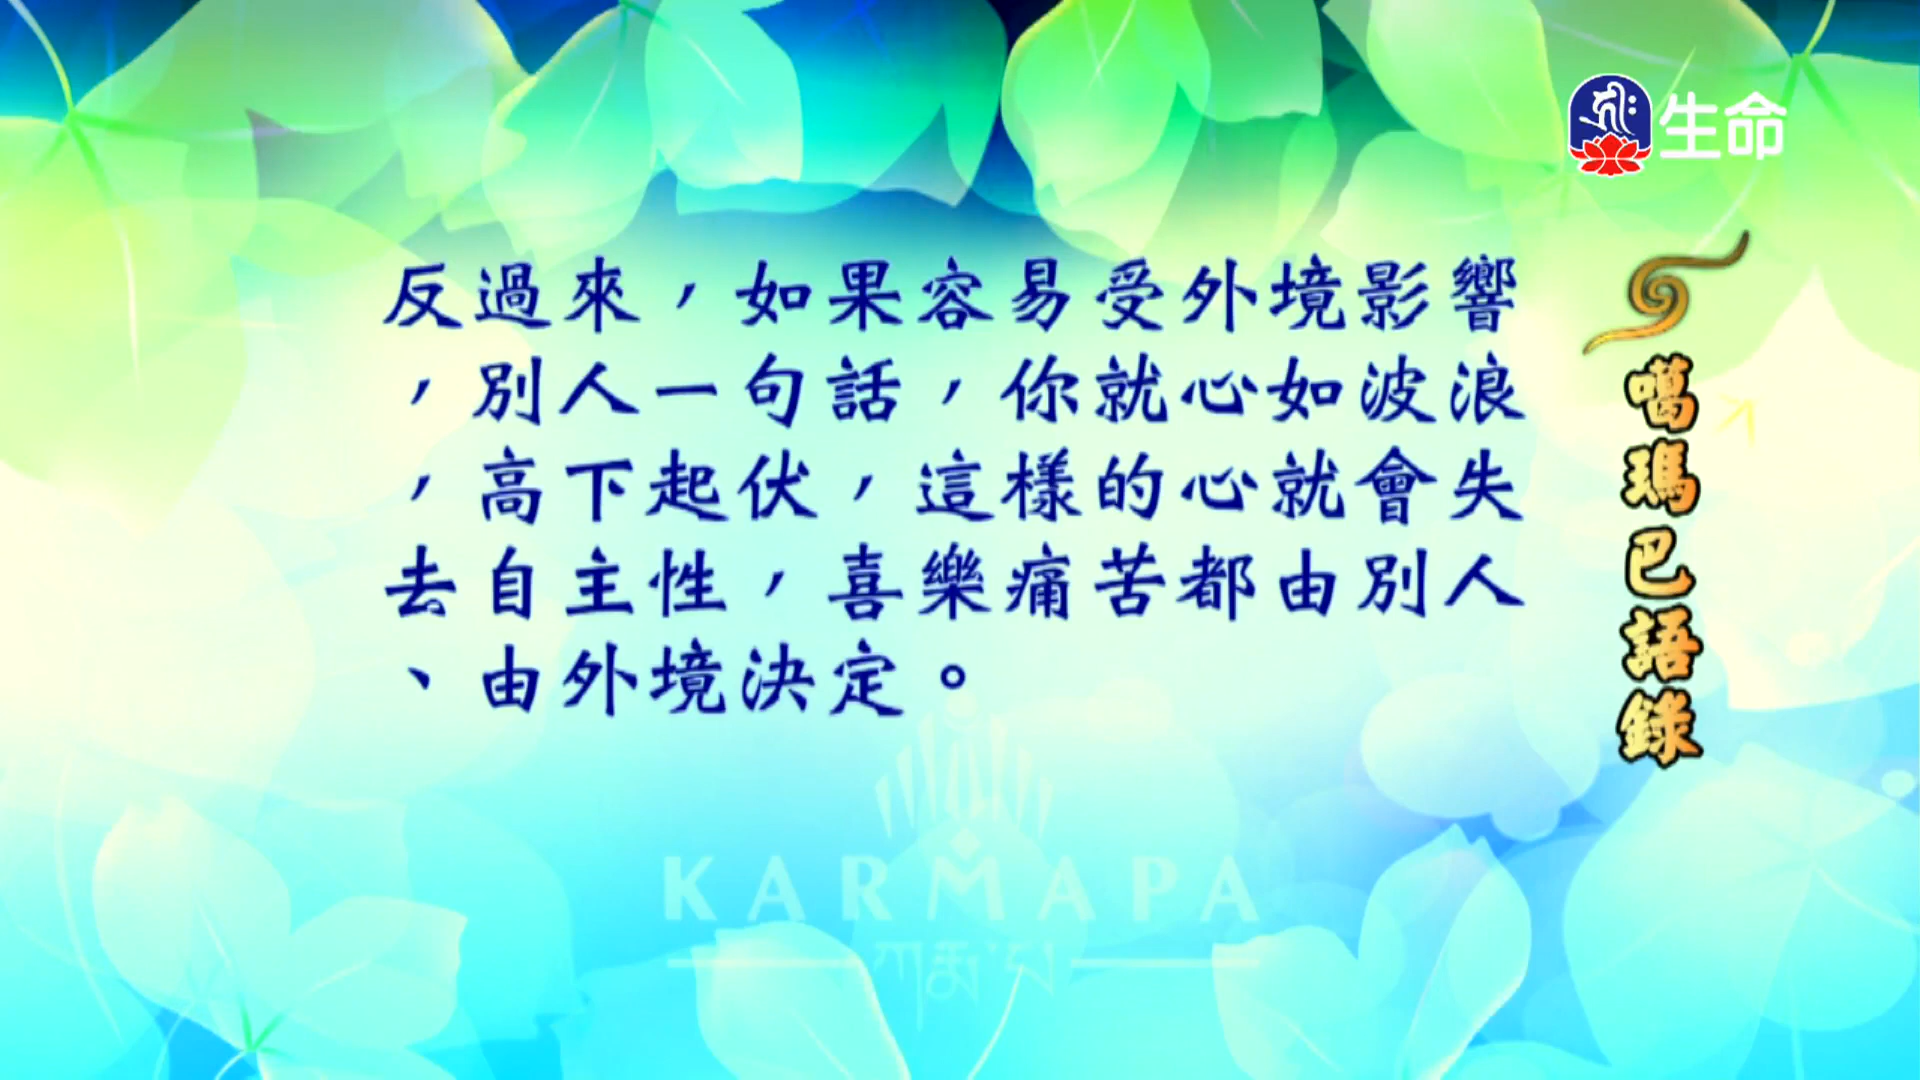 生命
反過來，如果容易受外境影響
，別人一句話，你就心如波浪
，高下起伏，這樣的心就會失
去自主性，喜樂痛苦都由別人
、由外境決定。
噶瑪巴語錄
KARMAPA